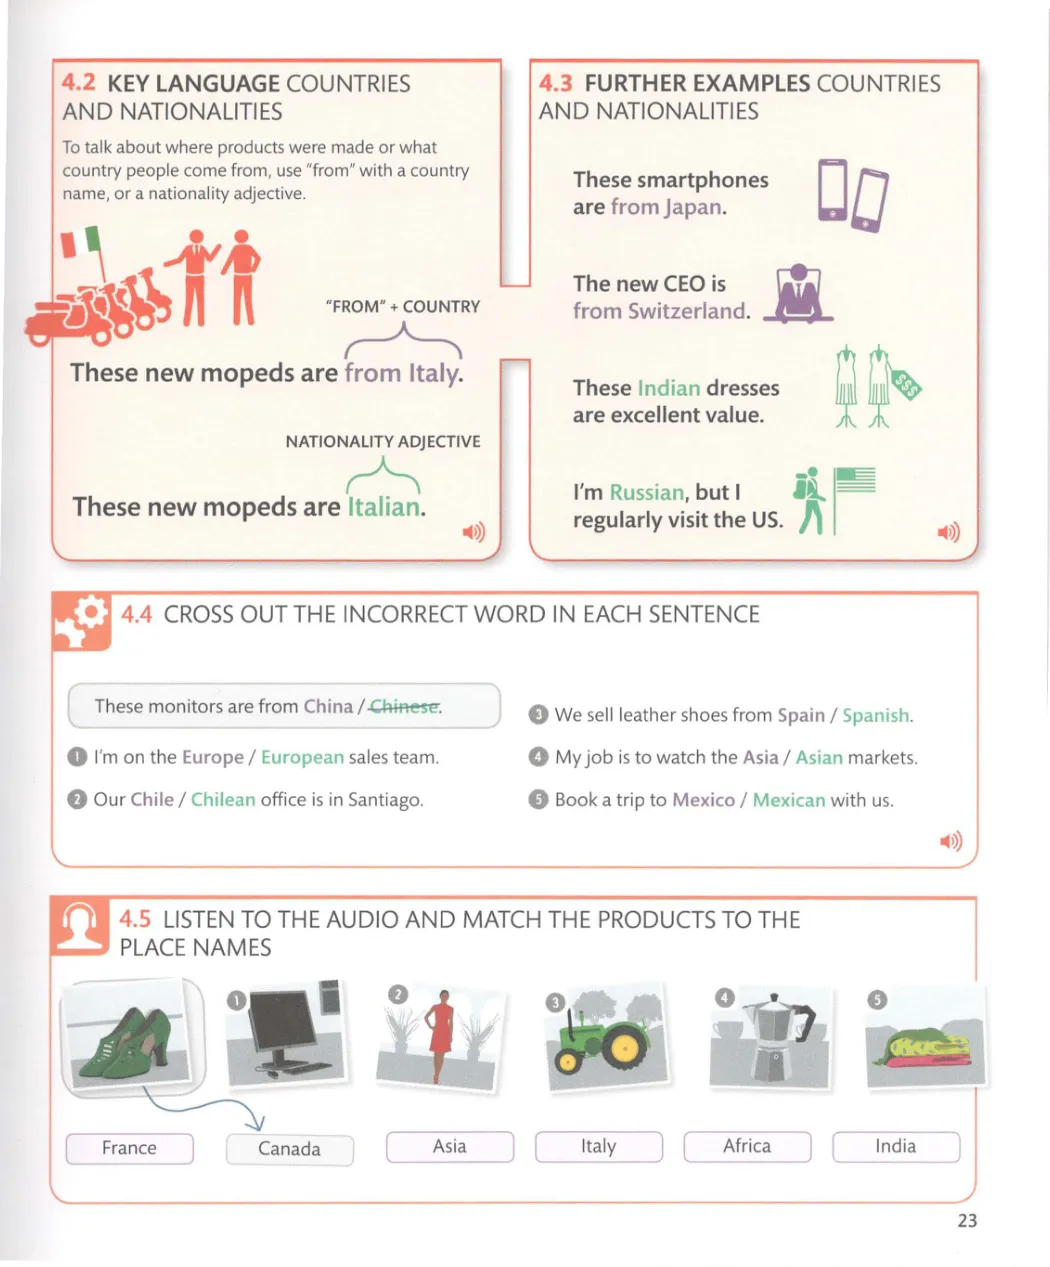 4.2 KEY LANGUAGE COUNTRIES
AND NATIONALITIES
To talk about where products were made or what
country people come from, use "from" with a country
name, or a nationality adjective.
"FROM" + COUNTRY
These new mopeds are from Italy.
NATIONALITY ADJECTIVE
These new mopeds are Italian.
4.3 FURTHER EXAMPLES COUNTRIES
AND NATIONALITIES
These smartphones
are from Japan.
The new CEO is
from Switzerland.
These Indian dresses
are excellent value.
$$$
I'm Russian, but I
regularly visit the US.
4.4 CROSS OUT THE INCORRECT WORD IN EACH SENTENCE
These monitors are from China / Chinese.
1 I'm on the Europe / European sales team.
2 Our Chile / Chilean office is in Santiago.
3 We sell leather shoes from Spain / Spanish.
4 My job is to watch the Asia / Asian markets.
5 Book a trip to Mexico / Mexican with us.
4.5 LISTEN TO THE AUDIO AND MATCH THE PRODUCTS TO THE
PLACE NAMES
1 2 3 4 5
France Canada Asia Italy Africa India
23